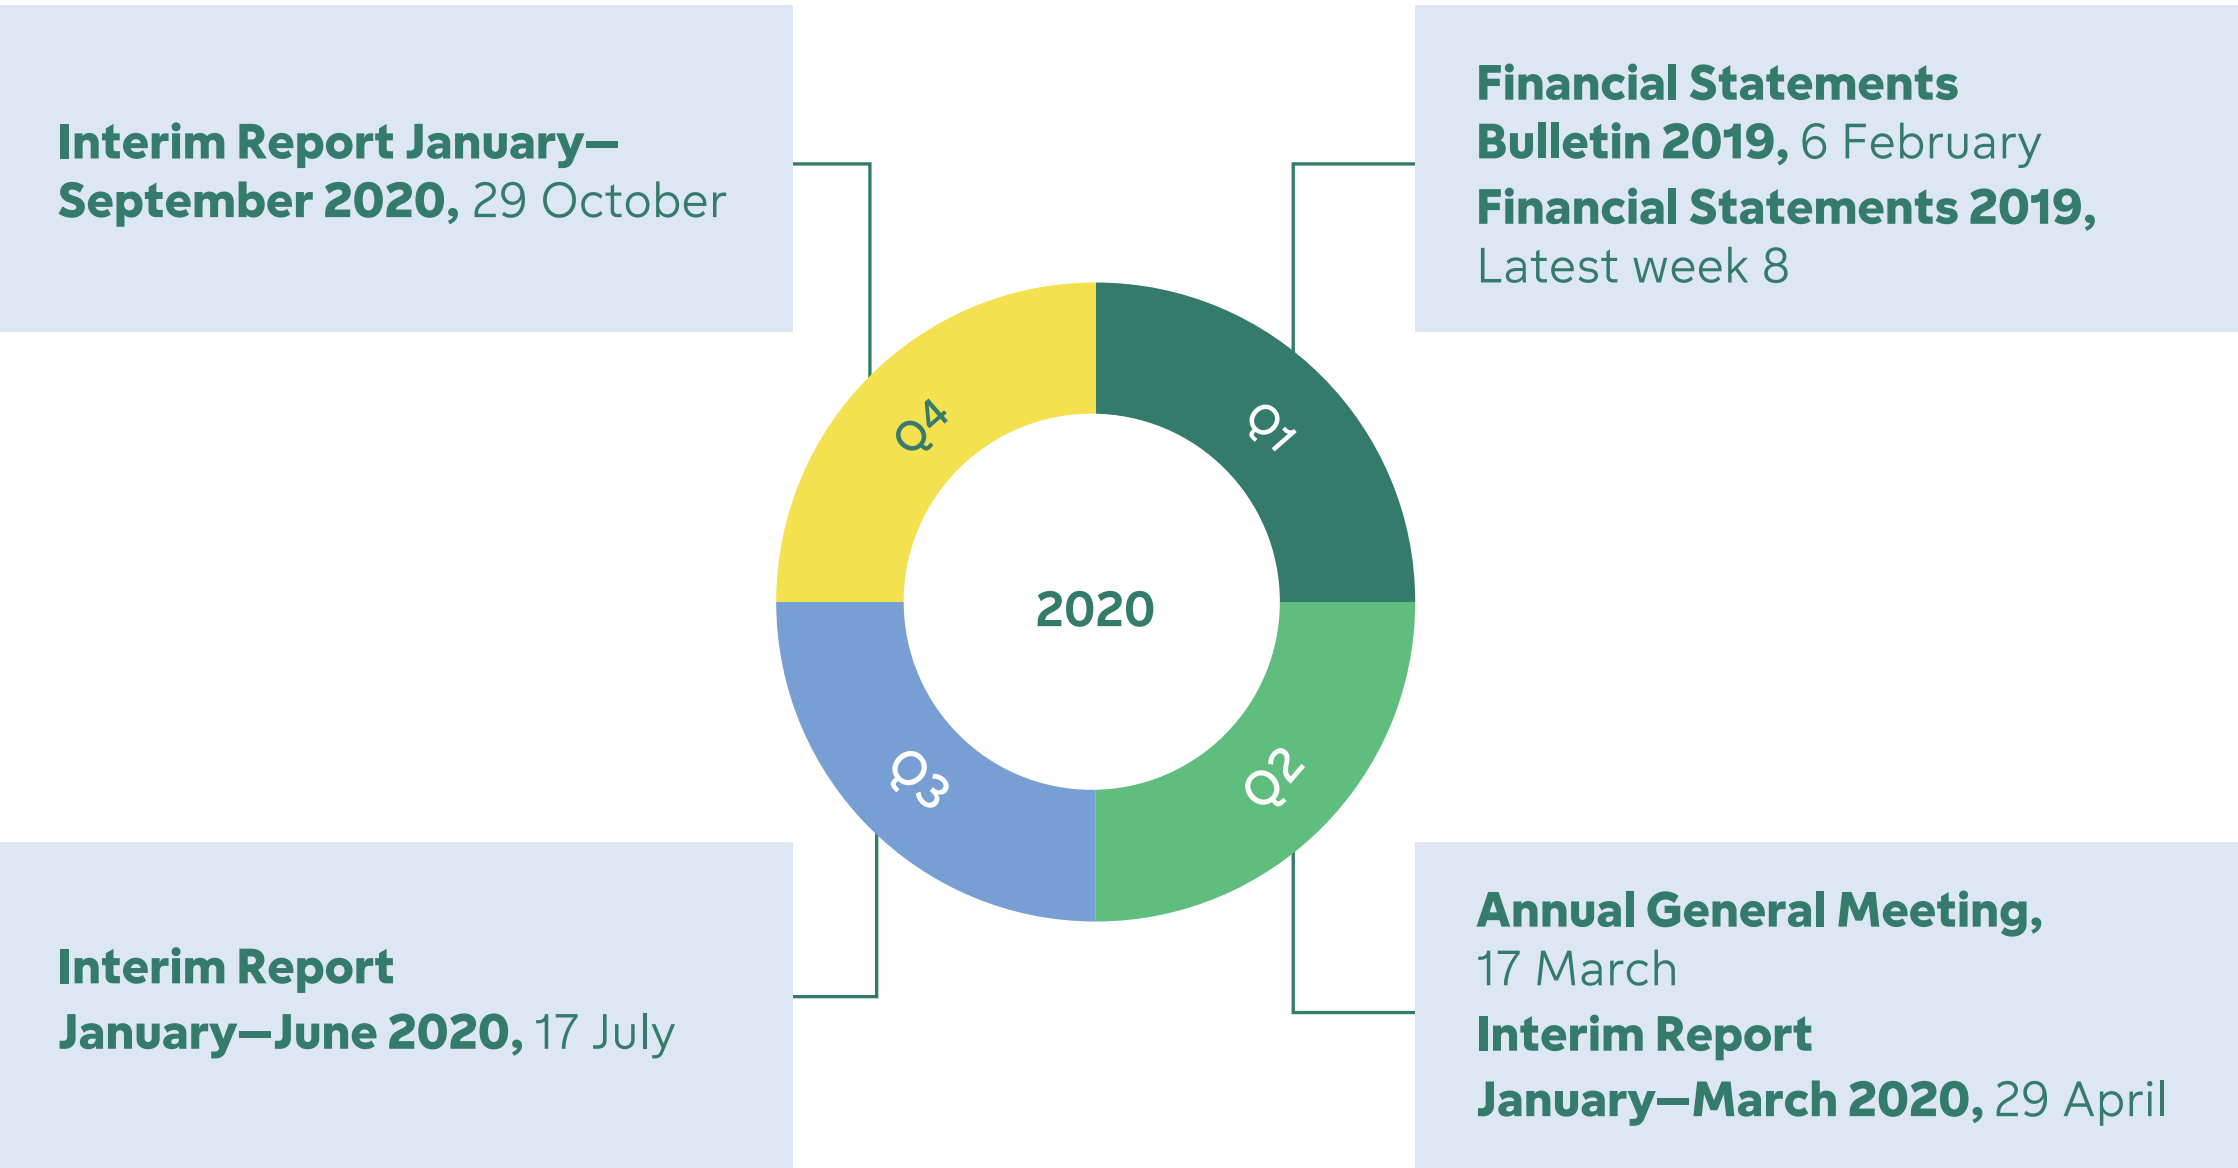 Interim Report January–
September 2020, 29 October
Financial Statements
Bulletin 2019, 6 February
Financial Statements 2019,
Latest week 8
Q4
Q1
2020
Q3
Q2
Interim Report
January–June 2020, 17 July
Annual General Meeting,
17 March
Interim Report
January–March 2020, 29 April